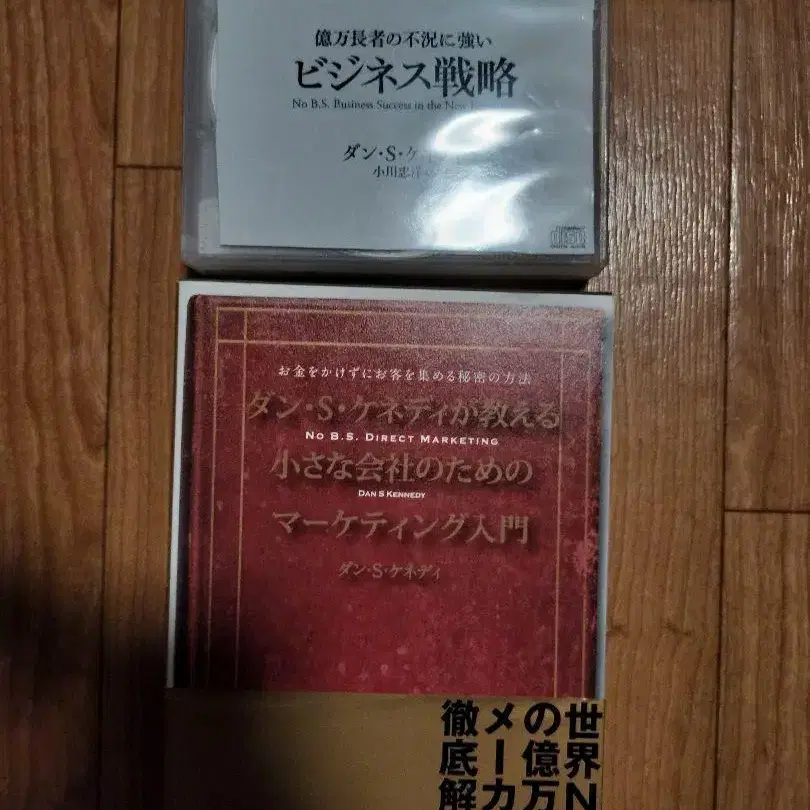 億万長者の不況に強い
ビジネス戦略
No B.S. Business Success in the New
ダン・S・ケ
小川忠洋
お金をかけずにお客を集める秘密の方法
ダン・S・ケネディが教える
NO B.S. DIRECT MARKETING
小さな会社のための
DAN S KENNEDY
マーケティング入門
ダン・S・ケネディ
世界N
の億万
メーカ
徹底解